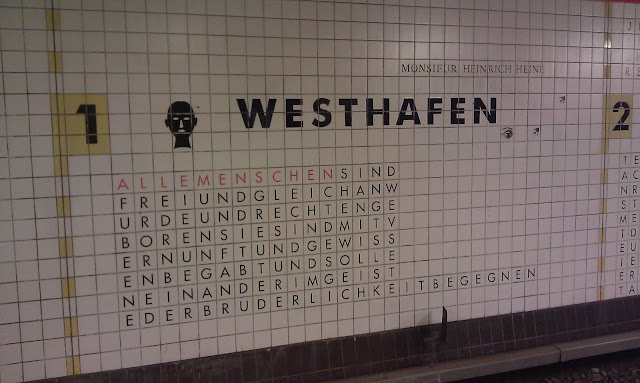 MONSIEUR HEINRICH HEINE
1
WESTHAFEN
2
ALLEMENSCHENSIND
FREIUNDGLEICHANW
URDEUNDRECHTENGE
BORENSIESINDMITV
ERNUNFTUNDGEWISS
ENBEGABTUNDSOLLE
NEINANDERIMGEIST
EDERBRUDERLICHKEITBEGEGNEN